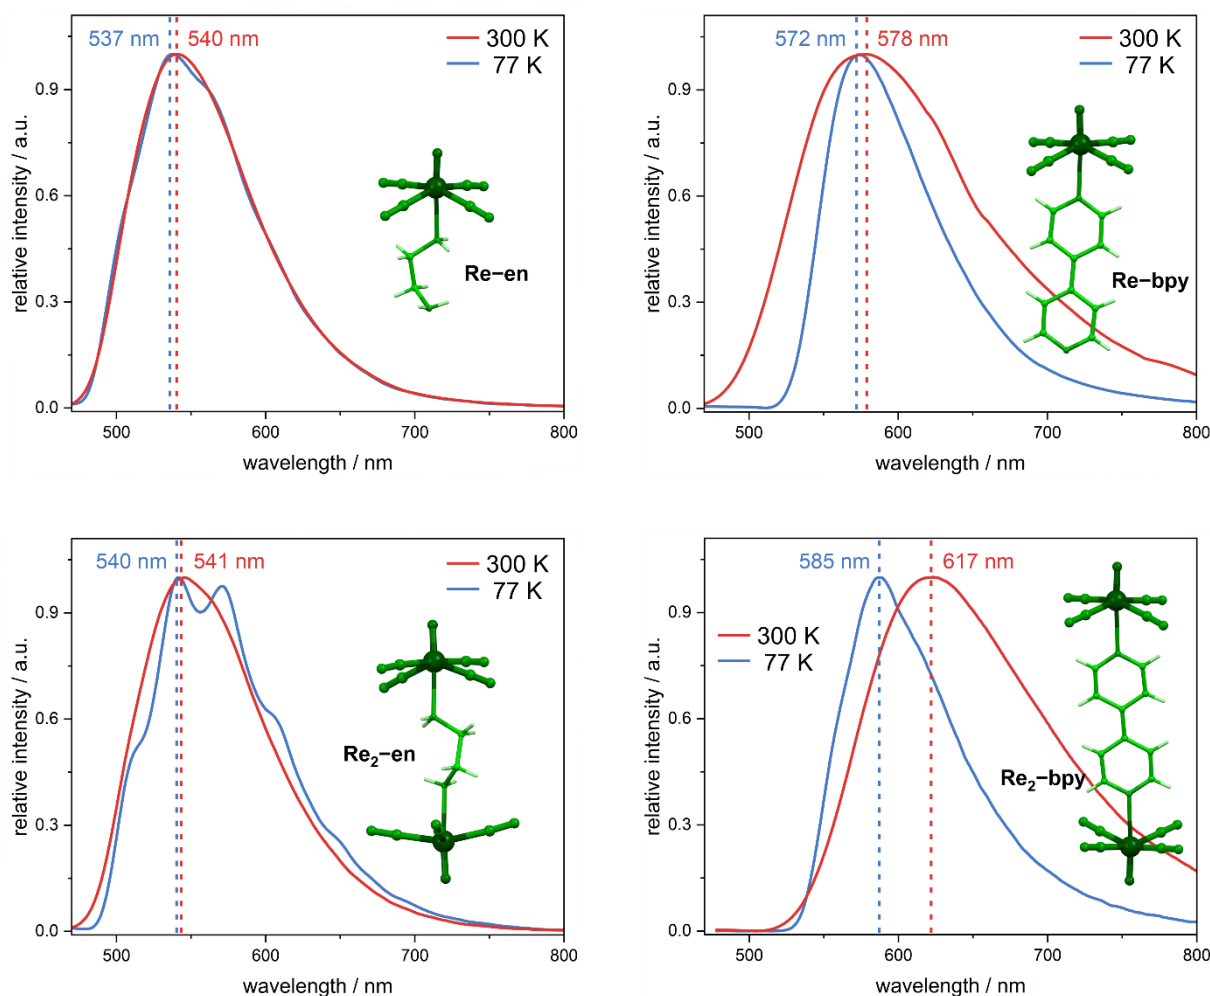 537 nm 540 nm
300 K
77 K
0.9
0.6
0.3
0.0
relative intensity / a.u.
Re−en
500 600 700 800
wavelength / nm
572 nm 578 nm
300 K
77 K
0.9
0.6
0.3
0.0
relative intensity / a.u.
Re−bpy
500 600 700 800
wavelength / nm
540 nm 541 nm
300 K
77 K
0.9
0.6
0.3
0.0
relative intensity / a.u.
Re₂−en
500 600 700 800
wavelength / nm
585 nm 617 nm
300 K
77 K
0.9
0.6
0.3
0.0
relative intensity / a.u.
Re₂−bpy
500 600 700 800
wavelength / nm